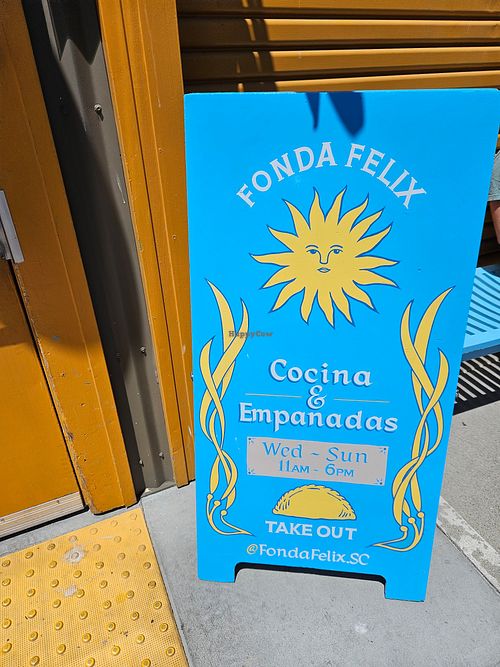 FONDA FELIX
HappyCow
Cocina
&
Empanadas
Wed ~ Sun
11AM - 6PM
TAKE OUT
@FondaFelix.SC